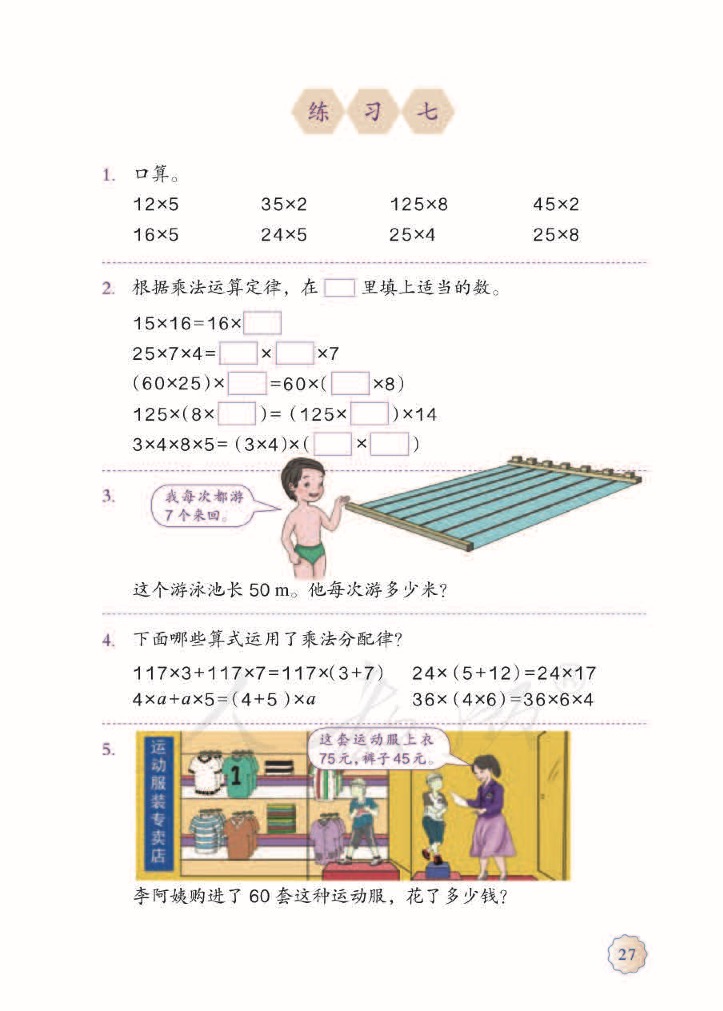 练习七
1. 口算。
12×5 35×2 125×8 45×2
16×5 24×5 25×4 25×8
2. 根据乘法运算定律，在□里填上适当的数。
15×16=16×□
25×7×4=□×□×7
(60×25)×□=60×(□×8)
125×(8×□)=(125×□)×14
3×4×8×5=(3×4)×(□×□)
3.
我每次都游
7个来回。
这个游泳池长 50 m。他每次游多少米？
4. 下面哪些算式运用了乘法分配律？
117×3+117×7=117×(3+7) 24×(5+12)=24×17
4×a+a×5=(4+5)×a 36×(4×6)=36×6×4
5.
运动服装专卖店
1
这套运动服上衣
75元，裤子45元。
李阿姨购进了 60 套这种运动服，花了多少钱？
27